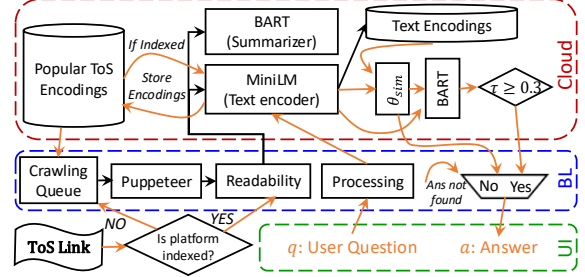 Popular ToS
Encodings
If Indexed
Store
Encodings
BART
(Summarizer)
MiniLM
(Text encoder)
Text Encodings
θsim
BART
τ ≥ 0.3
Cloud
Crawling
Queue
Puppeteer
Readability
Processing
Ans not
found
No Yes
BL
NO
YES
ToS Link
Is platform
indexed?
q: User Question
a: Answer
UI